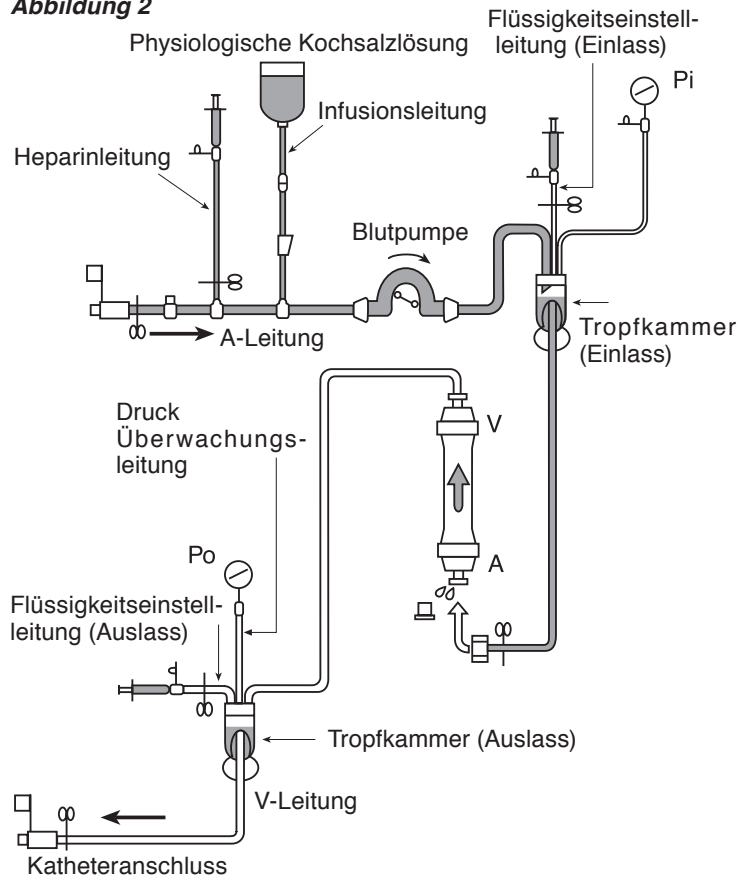 Abbildung 2
Flüssigkeitseinstell-
leitung (Einlass)
Physiologische Kochsalzlösung
Pi
Infusionsleitung
Heparinleitung
Blutpumpe
A-Leitung
Tropfkammer
(Einlass)
Druck
Überwachungs-
leitung
V
A
Po
Flüssigkeitseinstell-
leitung (Auslass)
Tropfkammer (Auslass)
V-Leitung
Katheteranschluss